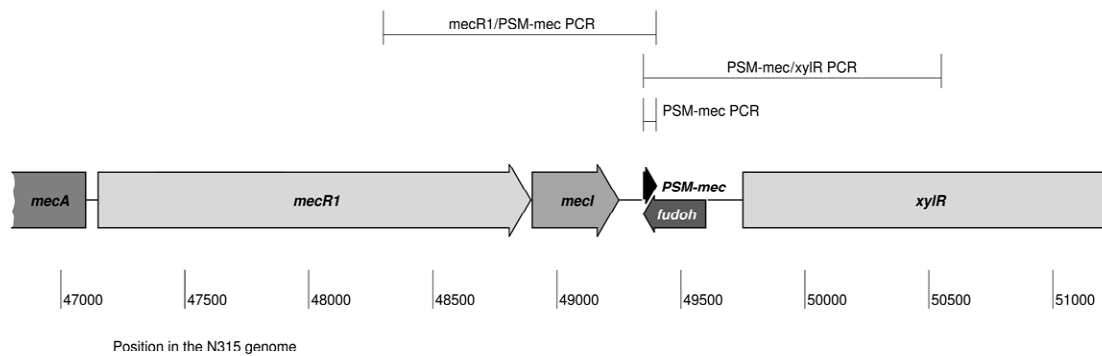 mecR1/PSM-mec PCR
PSM-mec/xylR PCR
PSM-mec PCR
mecA mecR1 mecI PSM-mec fudoh xylR
47000 47500 48000 48500 49000 49500 50000 50500 51000
Position in the N315 genome